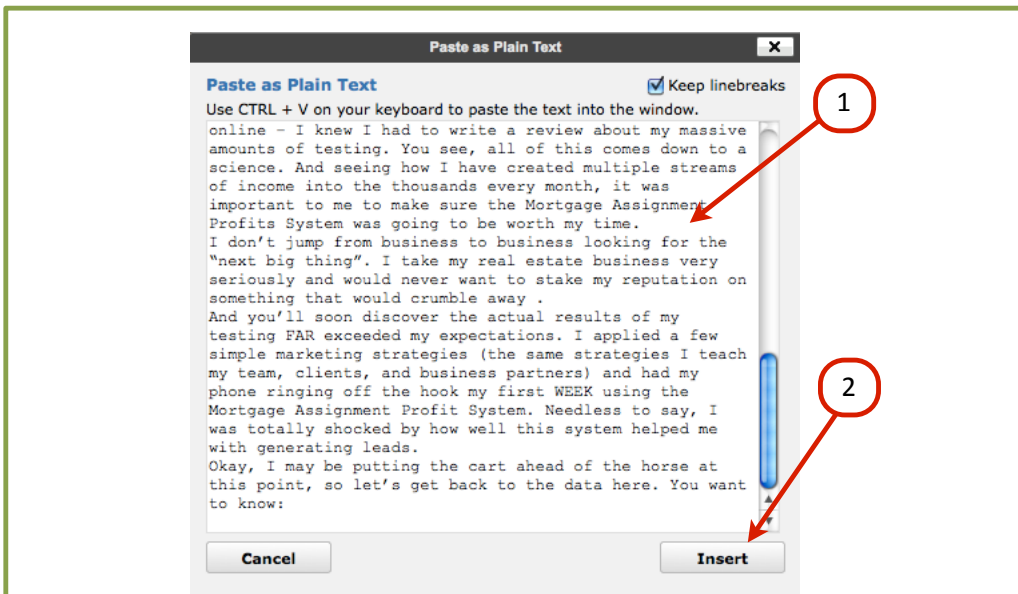 Paste as Plain Text
X
Paste as Plain Text
Keep linebreaks
Use CTRL + V on your keyboard to paste the text into the window.
1
online – I knew I had to write a review about my massive
amounts of testing. You see, all of this comes down to a
science. And seeing how I have created multiple streams
of income into the thousands every month, it was
important to me to make sure the Mortgage Assignment
Profits System was going to be worth my time.
I don’t jump from business to business looking for the
“next big thing”. I take my real estate business very
seriously and would never want to stake my reputation on
something that would crumble away .
And you’ll soon discover the actual results of my
testing FAR exceeded my expectations. I applied a few
simple marketing strategies (the same strategies I teach
my team, clients, and business partners) and had my
phone ringing off the hook my first WEEK using the
Mortgage Assignment Profit System. Needless to say, I
was totally shocked by how well this system helped me
with generating leads.
Okay, I may be putting the cart ahead of the horse at
this point, so let’s get back to the data here. You want
to know:
2
Cancel
Insert